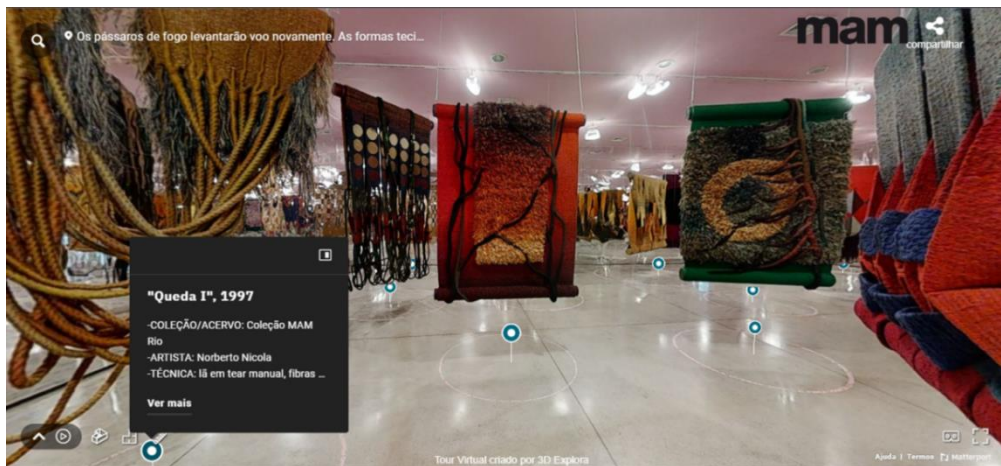 Os pássaros de fogo levantarão voo novamente. As formas teci...
mam
compartilhar
"Queda I", 1997
-COLEÇÃO/ACERVO: Coleção MAM
Rio
-ARTISTA: Norberto Nicola
-TÉCNICA: lã em tear manual, fibras ...
Ver mais
Tour Virtual criado por 3D Explora
Ajuda | Termos
Matterport